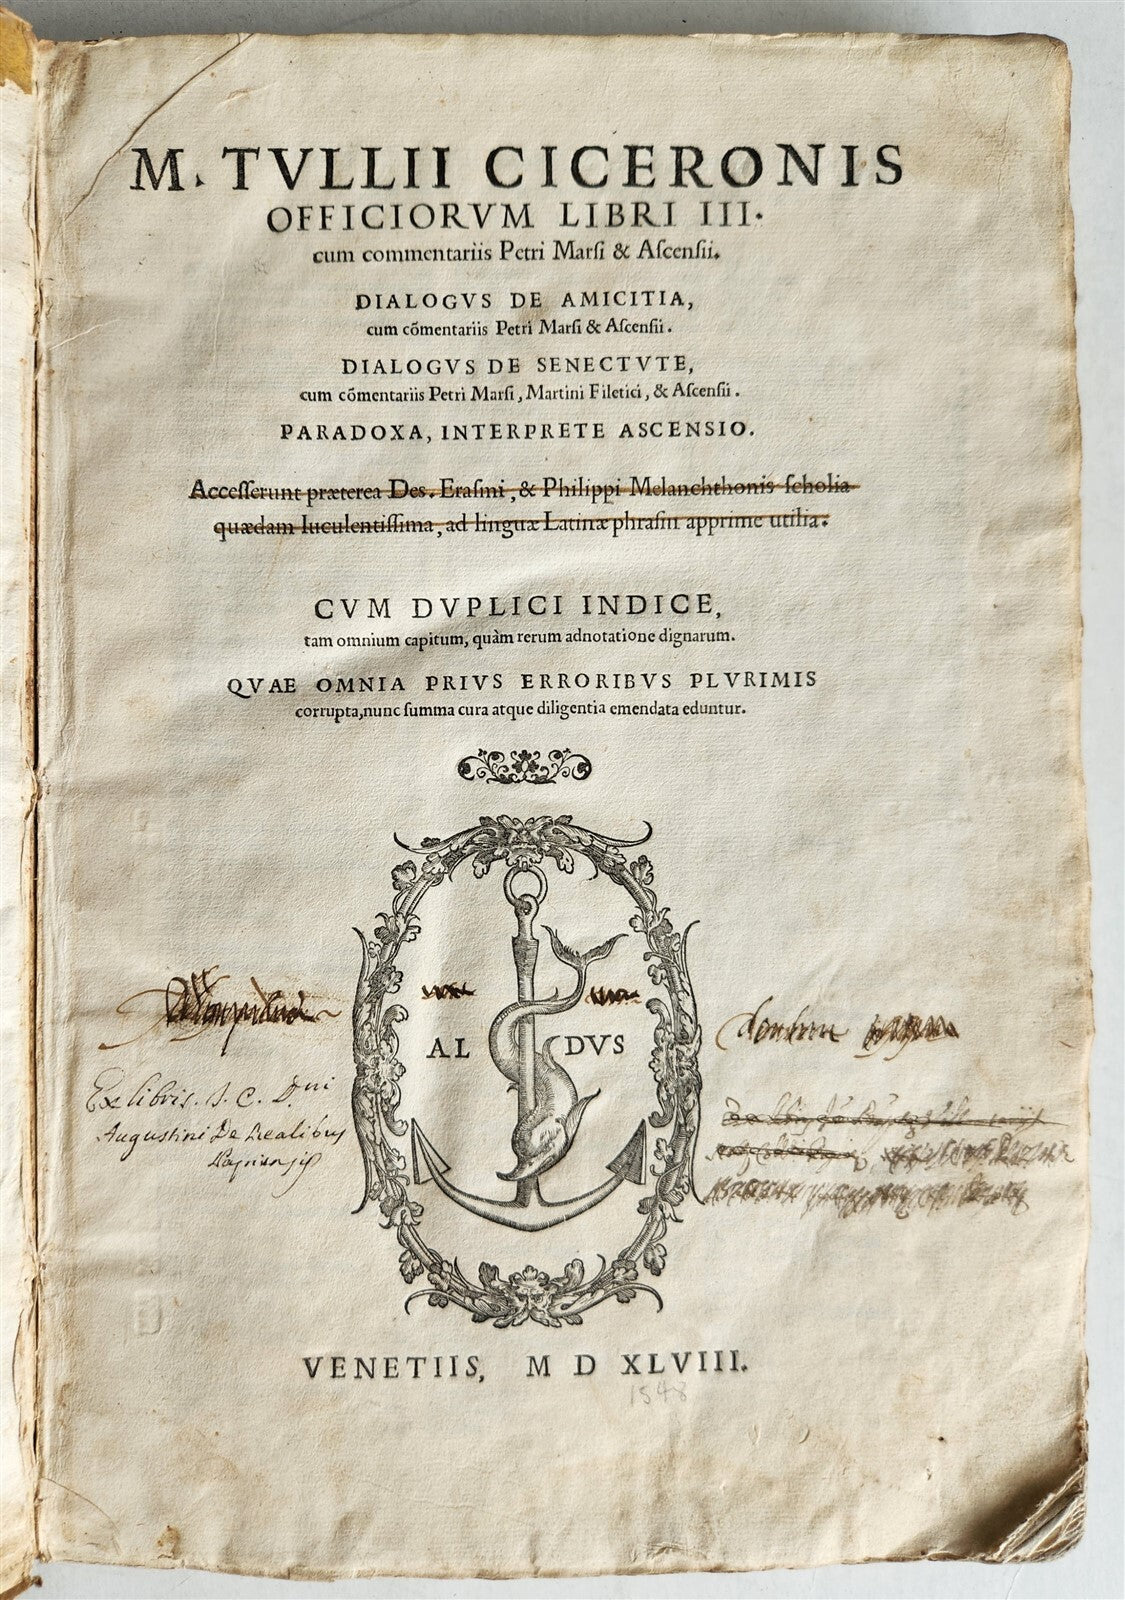 M. TVLLII CICERONIS
OFFICIORVM LIBRI III.
cum commentariis Petri Marſi & Aſcenſii.
DIALOGVS DE AMICITIA,
cum cõmentariis Petri Marſi & Aſcenſii.
DIALOGVS DE SENECTVTE,
cum cõmentariis Petri Marſi, Martini Filetici, & Aſcenſii.
PARADOXA, INTERPRETE ASCENSIO.
Acceſſerunt præterea Des. Eraſmi, & Philippi Melanchthonis ſcholia
quædam luculentiſſima, ad linguæ Latinæ phraſin apprime utilia.
CVM DVPLICI INDICE,
tam omnium capitum, quàm rerum adnotatione dignarum.
QVAE OMNIA PRIVS ERRORIBVS PLVRIMIS
corrupta, nunc ſumma cura atque diligentia emendata eduntur.
AL DVS
Ex libris. J. C. D.ni
Augustini De Realibus
VENETIIS, M D XLVIII.
1548